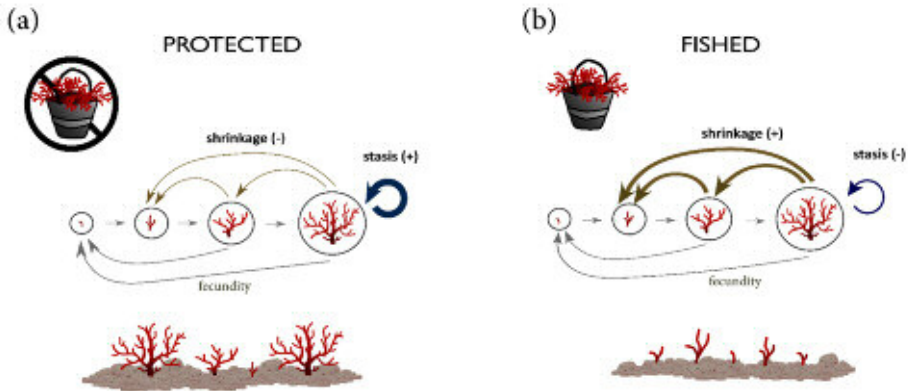 (a)
PROTECTED
shrinkage (-)
stasis (+)
fecundity
(b)
FISHED
shrinkage (+)
stasis (-)
fecundity